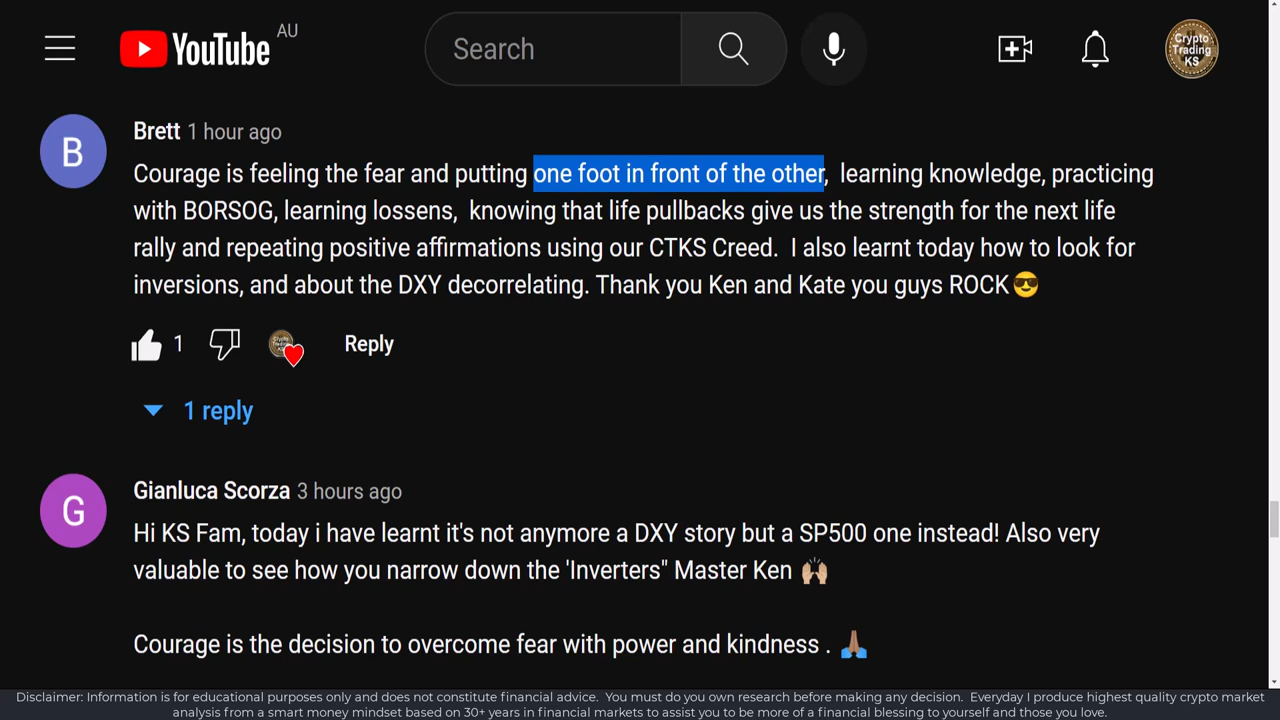 YouTube AU
Search
Crypto
Trading
KS
B
Brett 1 hour ago
Courage is feeling the fear and putting one foot in front of the other,  learning knowledge, practicing
with BORSOG, learning lossens,  knowing that life pullbacks give us the strength for the next life
rally and repeating positive affirmations using our CTKS Creed.  I also learnt today how to look for
inversions, and about the DXY decorrelating. Thank you Ken and Kate you guys ROCK😎
1
Reply
1 reply
G
Gianluca Scorza 3 hours ago
Hi KS Fam, today i have learnt it's not anymore a DXY story but a SP500 one instead! Also very
valuable to see how you narrow down the 'Inverters" Master Ken 🙌🏼
Courage is the decision to overcome fear with power and kindness . 🙏🏽
Disclaimer: Information is for educational purposes only and does not constitute financial advice.  You must do you own research before making any decision.  Everyday I produce highest quality crypto market
analysis from a smart money mindset based on 30+ years in financial markets to assist you to be more of a financial blessing to yourself and those you love.